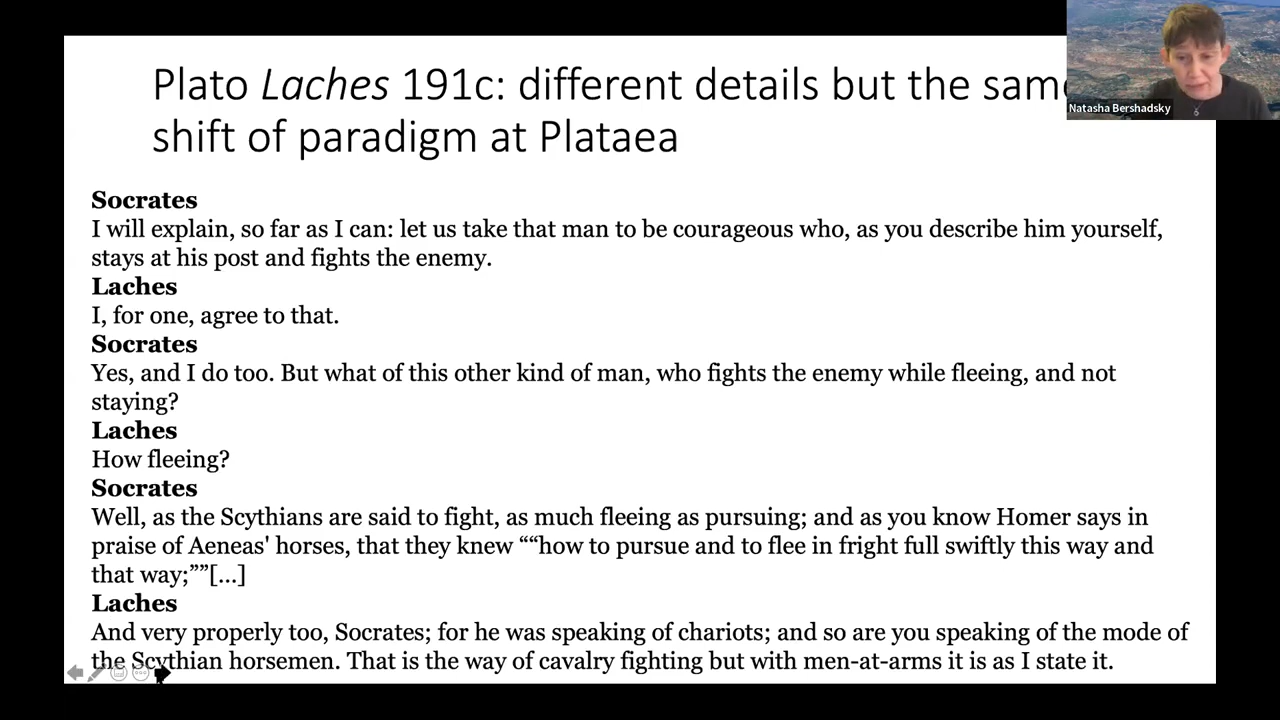 Plato Laches 191c: different details but the same
shift of paradigm at Plataea
Natasha Bershadsky
Socrates
I will explain, so far as I can: let us take that man to be courageous who, as you describe him yourself,
stays at his post and fights the enemy.
Laches
I, for one, agree to that.
Socrates
Yes, and I do too. But what of this other kind of man, who fights the enemy while fleeing, and not
staying?
Laches
How fleeing?
Socrates
Well, as the Scythians are said to fight, as much fleeing as pursuing; and as you know Homer says in
praise of Aeneas' horses, that they knew ““how to pursue and to flee in fright full swiftly this way and
that way;””[...]
Laches
And very properly too, Socrates; for he was speaking of chariots; and so are you speaking of the mode of
the Scythian horsemen. That is the way of cavalry fighting but with men-at-arms it is as I state it.